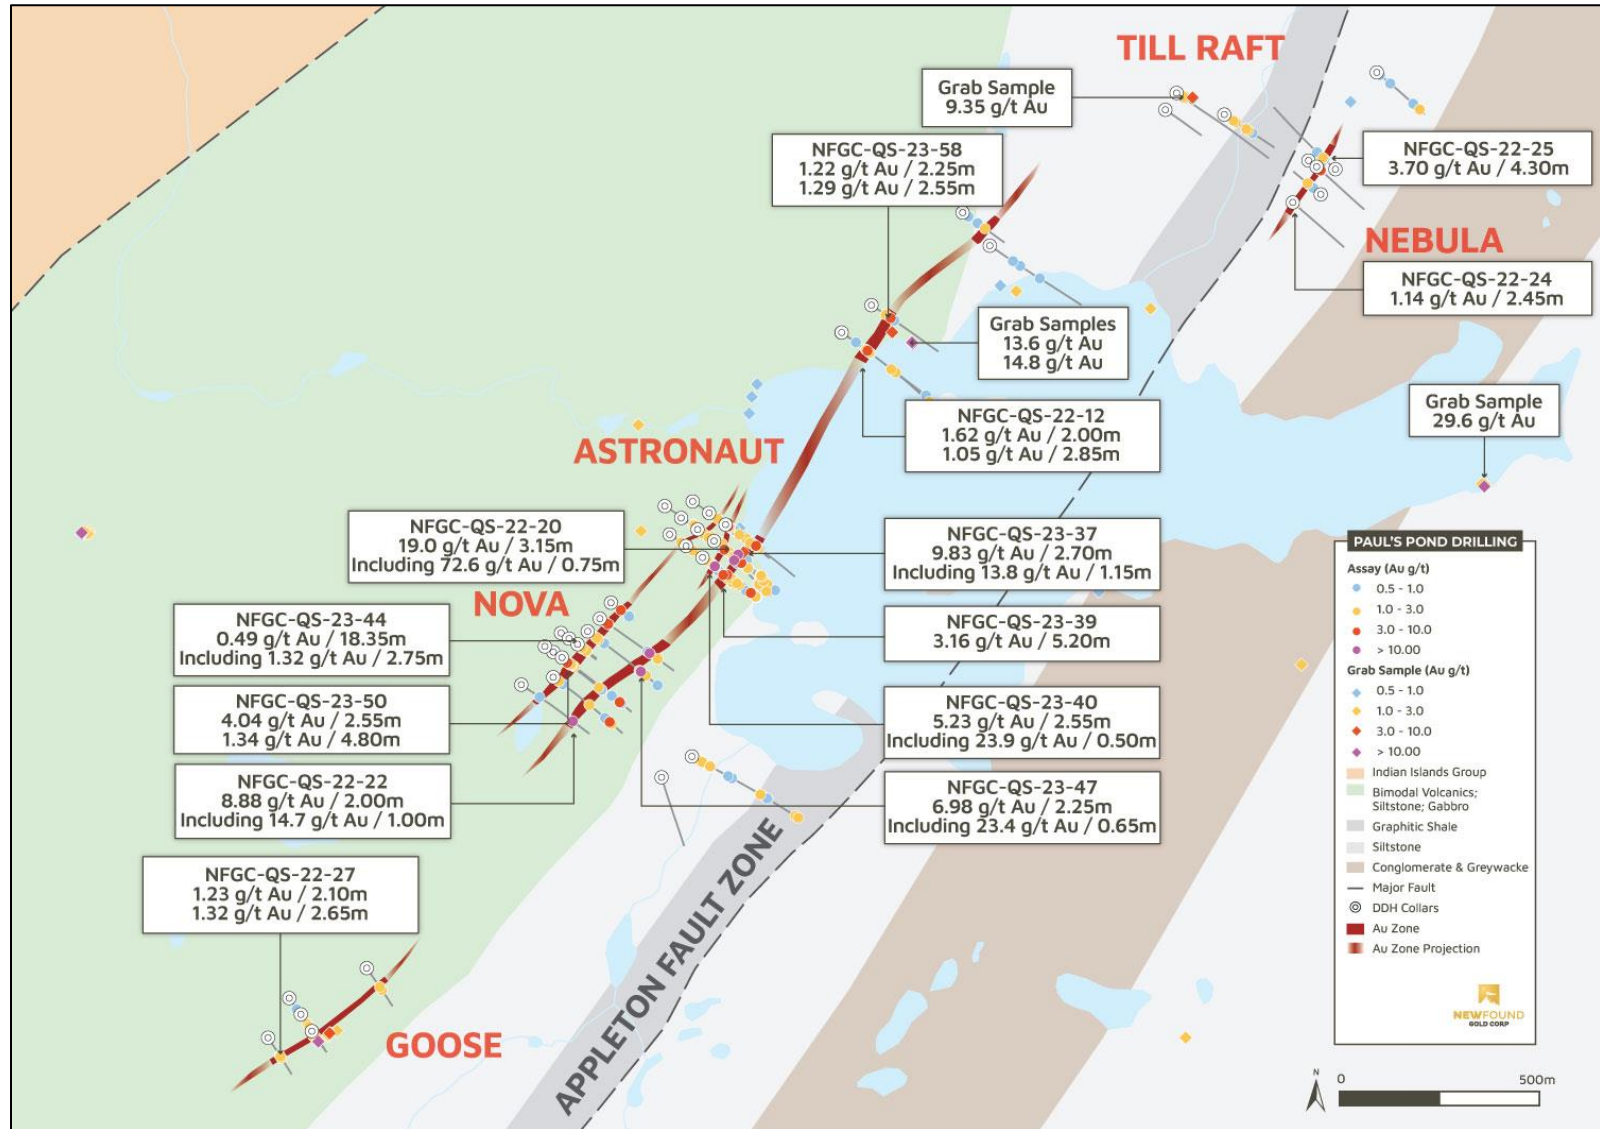 TILL RAFT
Grab Sample
9.35 g/t Au
NFGC-QS-23-58
1.22 g/t Au / 2.25m
1.29 g/t Au / 2.55m
NFGC-QS-22-25
3.70 g/t Au / 4.30m
NEBULA
NFGC-QS-22-24
1.14 g/t Au / 2.45m
Grab Samples
13.6 g/t Au
14.8 g/t Au
NFGC-QS-22-12
1.62 g/t Au / 2.00m
1.05 g/t Au / 2.85m
Grab Sample
29.6 g/t Au
ASTRONAUT
NFGC-QS-22-20
19.0 g/t Au / 3.15m
Including 72.6 g/t Au / 0.75m
NFGC-QS-23-37
9.83 g/t Au / 2.70m
Including 13.8 g/t Au / 1.15m
NOVA
NFGC-QS-23-44
0.49 g/t Au / 18.35m
Including 1.32 g/t Au / 2.75m
NFGC-QS-23-39
3.16 g/t Au / 5.20m
NFGC-QS-23-50
4.04 g/t Au / 2.55m
1.34 g/t Au / 4.80m
NFGC-QS-23-40
5.23 g/t Au / 2.55m
Including 23.9 g/t Au / 0.50m
NFGC-QS-22-22
8.88 g/t Au / 2.00m
Including 14.7 g/t Au / 1.00m
NFGC-QS-23-47
6.98 g/t Au / 2.25m
Including 23.4 g/t Au / 0.65m
NFGC-QS-22-27
1.23 g/t Au / 2.10m
1.32 g/t Au / 2.65m
GOOSE
APPLETON FAULT ZONE
PAUL'S POND DRILLING
Assay (Au g/t)
0.5 - 1.0
1.0 - 3.0
3.0 - 10.0
> 10.00
Grab Sample (Au g/t)
0.5 - 1.0
1.0 - 3.0
3.0 - 10.0
> 10.00
Indian Islands Group
Bimodal Volcanics;
Siltstone; Gabbro
Graphitic Shale
Siltstone
Conglomerate & Greywacke
Major Fault
DDH Collars
Au Zone
Au Zone Projection
NEWFOUND
GOLD CORP
N
0 500m